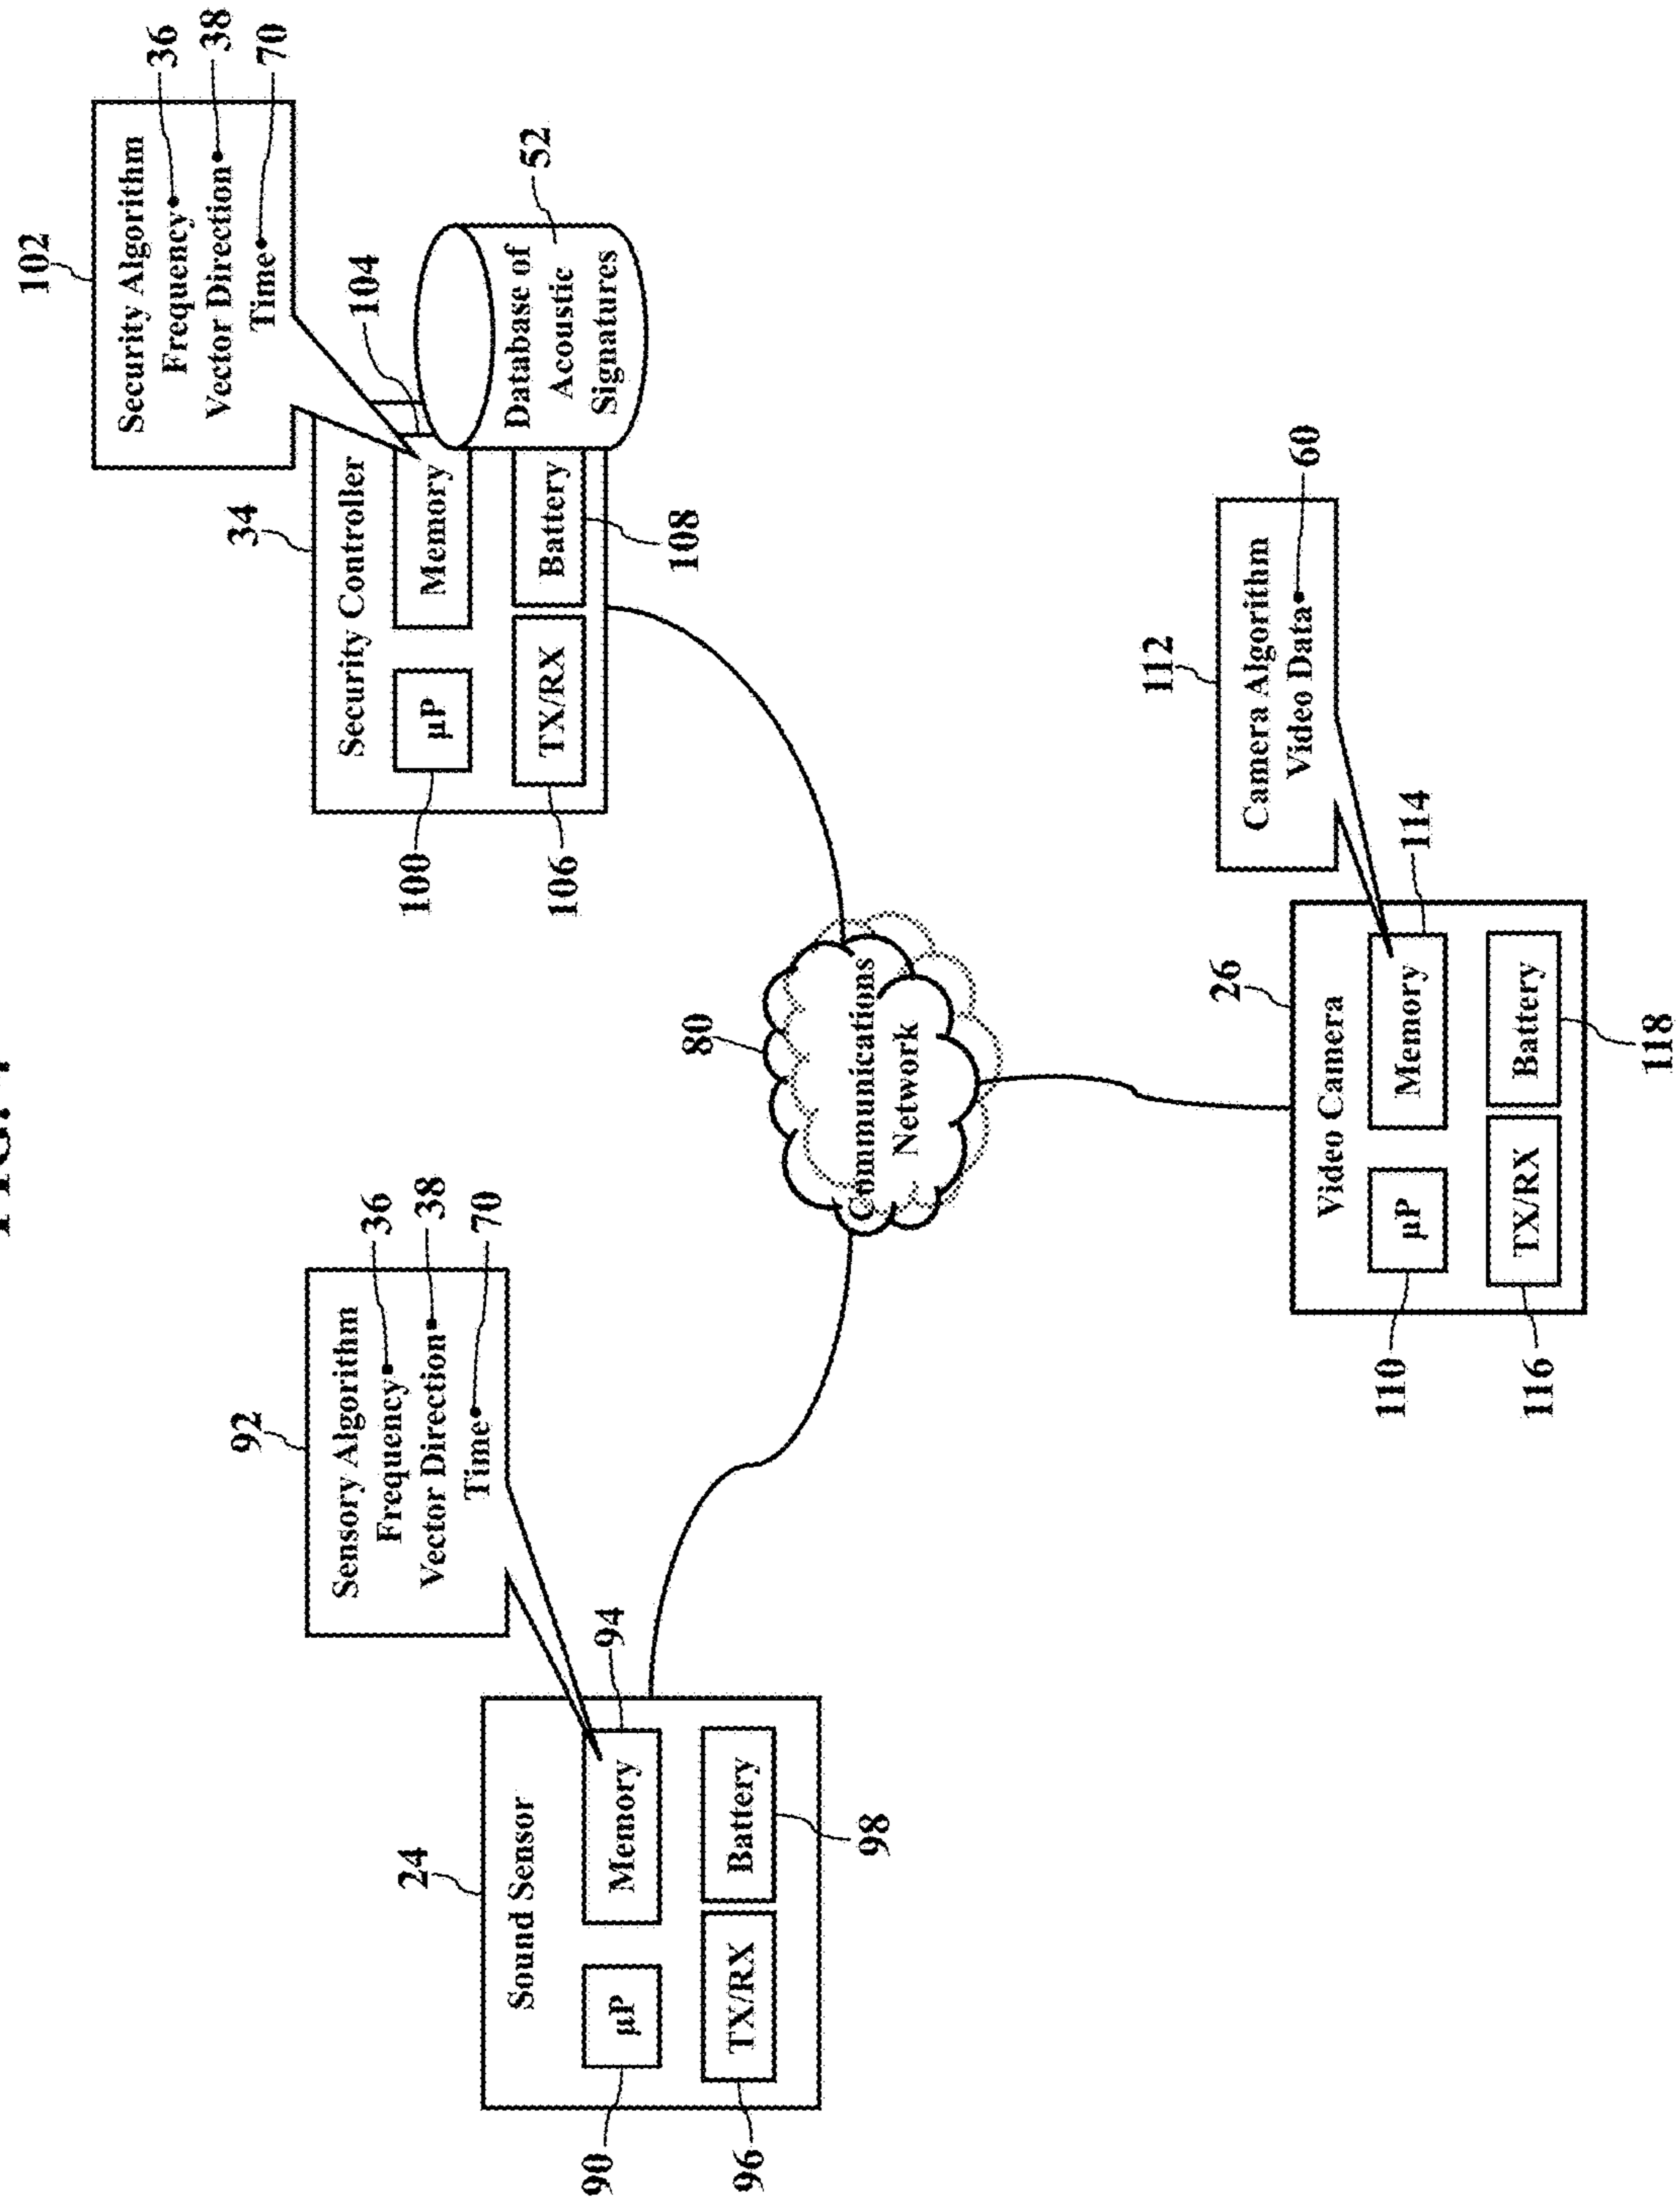 92
Sensory Algorithm
Frequency
36
Vector Direction
38
Time
70
24
Sound Sensor
μP
Memory
94
TX/RX
Battery
90
96
98
102
Security Algorithm
Frequency
36
Vector Direction
38
Time
70
34
Security Controller
104
μP
Memory
TX/RX
Battery
100
106
108
Database of
Acoustic
Signatures
52
80
Communications
Network
112
Camera Algorithm
Video Data
60
26
Video Camera
μP
Memory
114
TX/RX
Battery
110
116
118